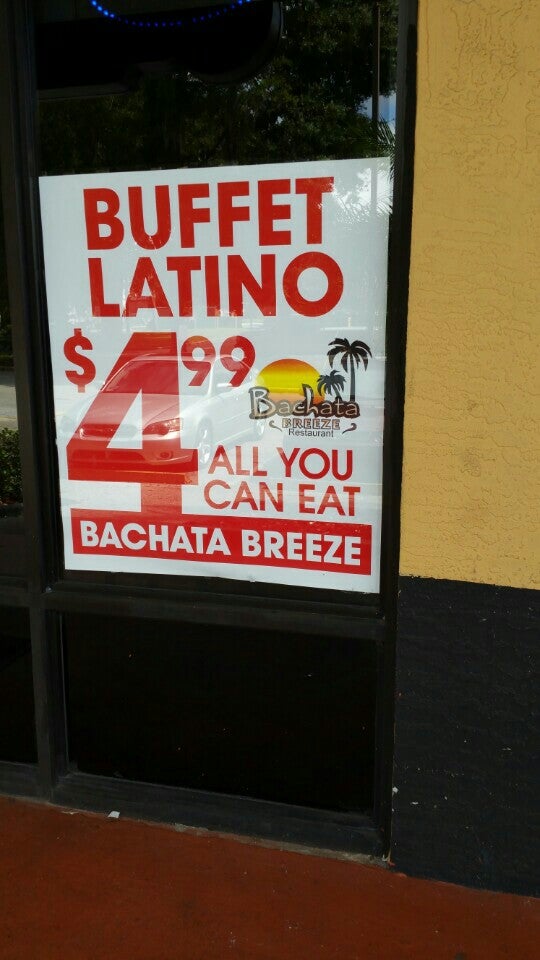 BUFFET
LATINO
$4.99
Bachata
BREEZE
Restaurant
ALL YOU
CAN EAT
BACHATA BREEZE